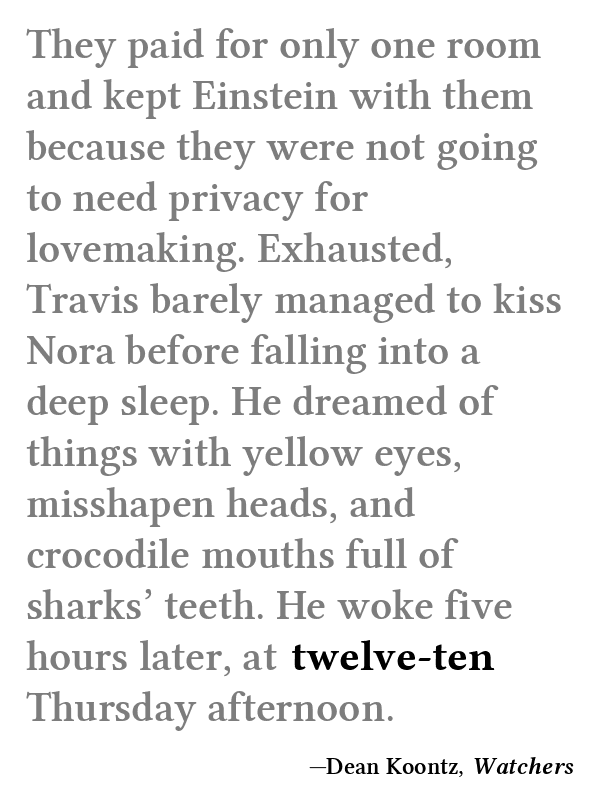 They paid for only one room
and kept Einstein with them
because they were not going
to need privacy for
lovemaking. Exhausted,
Travis barely managed to kiss
Nora before falling into a
deep sleep. He dreamed of
things with yellow eyes,
misshapen heads, and
crocodile mouths full of
sharks’ teeth. He woke five
hours later, at twelve-ten
Thursday afternoon.
—Dean Koontz, Watchers